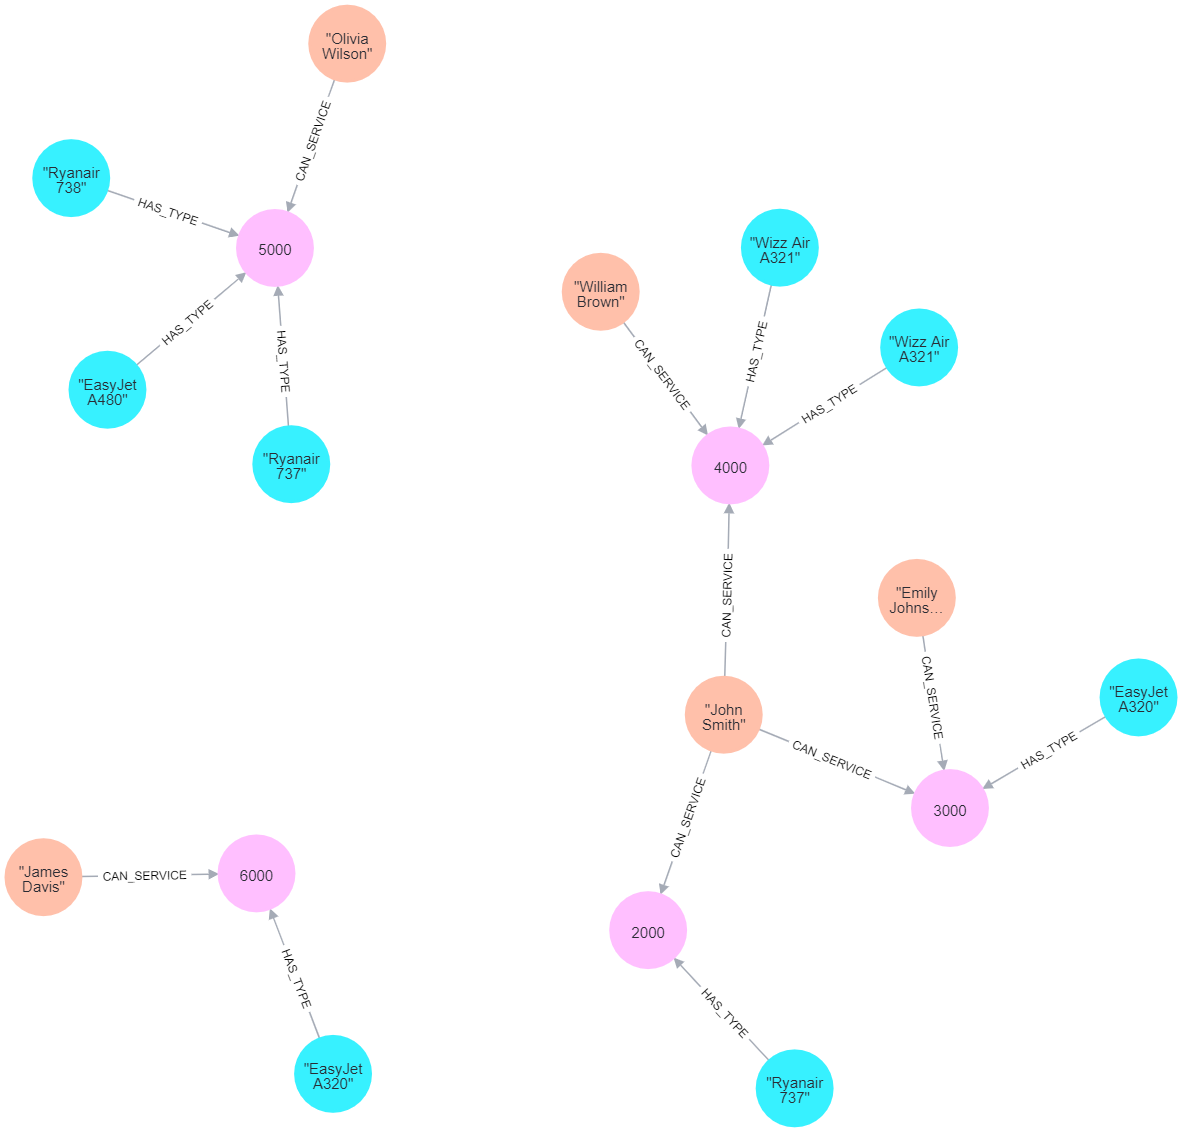 "Olivia
Wilson"
CAN_SERVICE
"Ryanair
738"
HAS_TYPE
5000
HAS_TYPE
"EasyJet
A480"
HAS_TYPE
"Ryanair
737"
"Wizz Air
A321"
"William
Brown"
HAS_TYPE
CAN_SERVICE
"Wizz Air
A321"
HAS_TYPE
4000
CAN_SERVICE
"Emily
Johns...
CAN_SERVICE
"EasyJet
A320"
HAS_TYPE
"John
Smith"
CAN_SERVICE
3000
CAN_SERVICE
2000
HAS_TYPE
"Ryanair
737"
"James
Davis"
CAN_SERVICE
6000
HAS_TYPE
"EasyJet
A320"